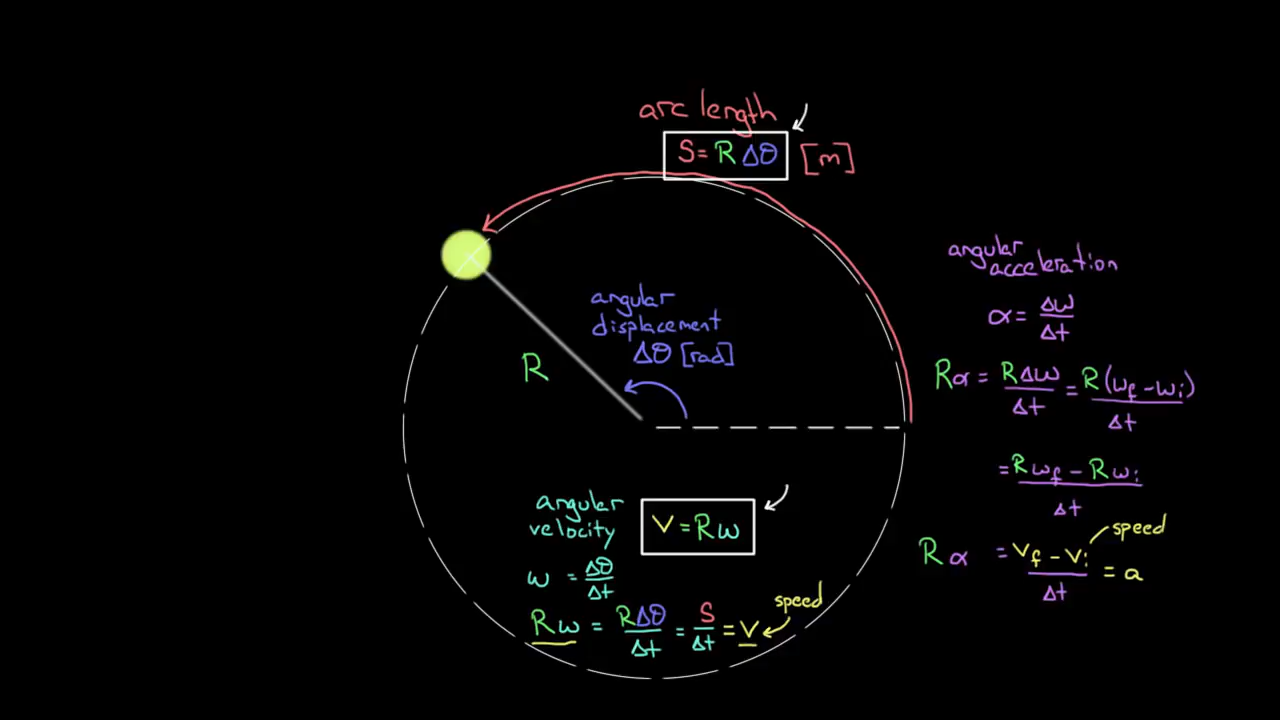 arc length
S = R Δθ [m]
angular
displacement
Δθ [rad]
R
angular
velocity
V = Rω
ω = Δθ/Δt
Rω = RΔθ/Δt = S/Δt = V
speed
angular
acceleration
α = Δω/Δt
Rα = RΔω/Δt = R(ωf - ωi)/Δt
= Rωf - Rωi/Δt
speed
Rα = Vf - Vi/Δt = a